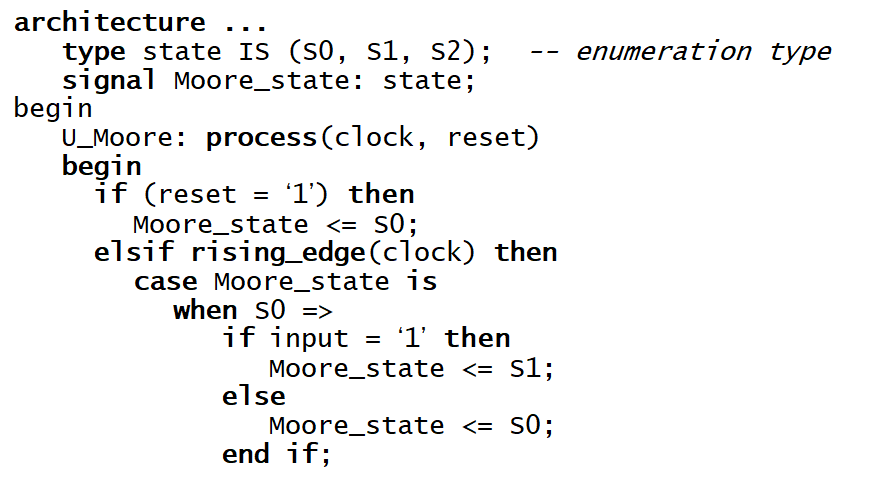 architecture ...
type state IS (S0, S1, S2);  -- enumeration type
signal Moore_state: state;
begin
U_Moore: process(clock, reset)
begin
if (reset = ‘1’) then
Moore_state <= S0;
elsif rising_edge(clock) then
case Moore_state is
when S0 =>
if input = ‘1’ then
Moore_state <= S1;
else
Moore_state <= S0;
end if;